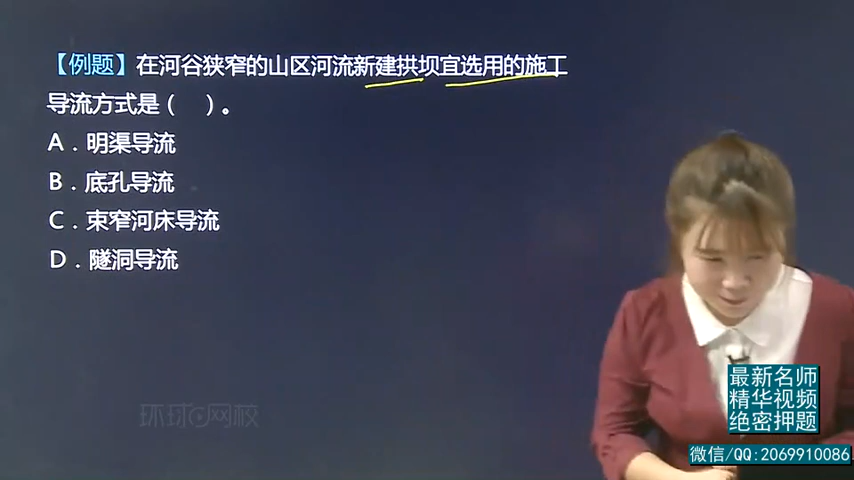 【例题】在河谷狭窄的山区河流新建拱坝宜选用的施工
导流方式是（ ）。
A．明渠导流
B．底孔导流
C．束窄河床导流
D．隧洞导流
环球网校
最新名师
精华视频
绝密押题
微信/QQ:2069910086